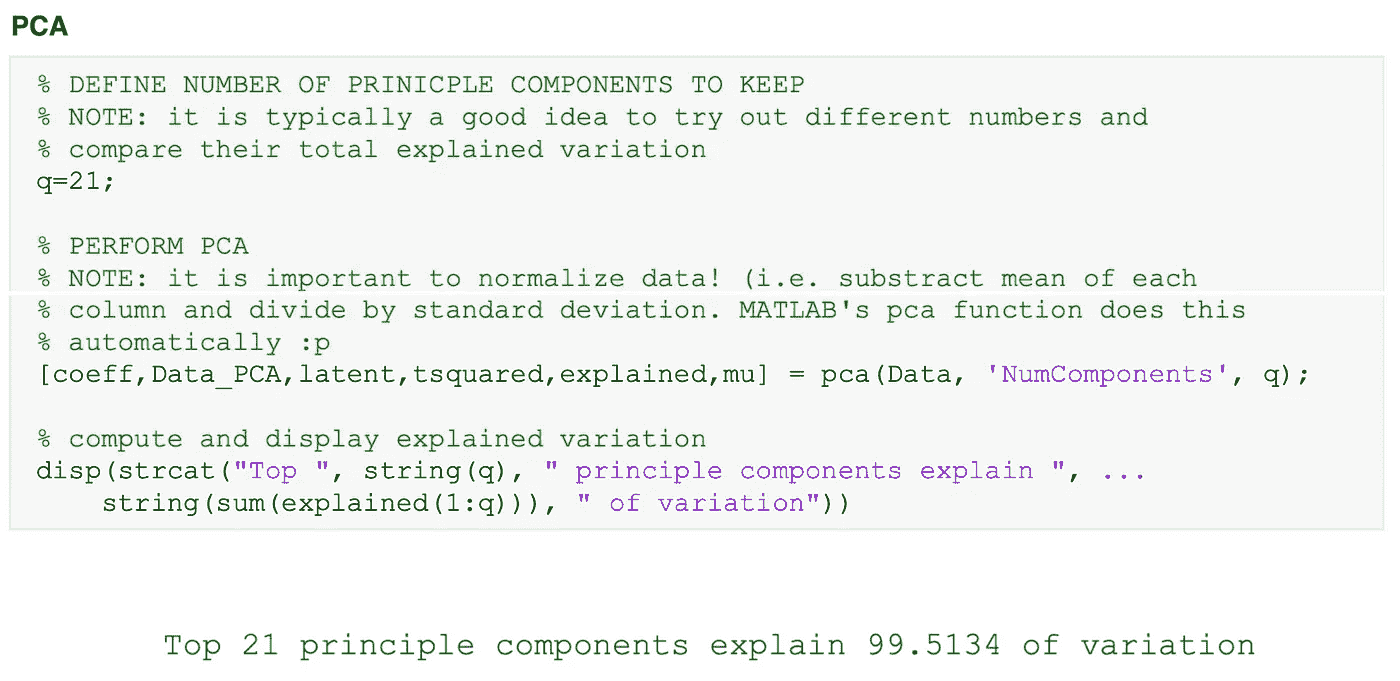 PCA
% DEFINE NUMBER OF PRINICPLE COMPONENTS TO KEEP
% NOTE: it is typically a good idea to try out different numbers and
% compare their total explained variation
q=21;
% PERFORM PCA
% NOTE: it is important to normalize data! (i.e. substract mean of each
% column and divide by standard deviation. MATLAB's pca function does this
% automatically :p
[coeff,Data_PCA,latent,tsquared,explained,mu] = pca(Data, 'NumComponents', q);
% compute and display explained variation
disp(strcat("Top ", string(q), " principle components explain ", ...
    string(sum(explained(1:q))), " of variation"))
Top 21 principle components explain 99.5134 of variation